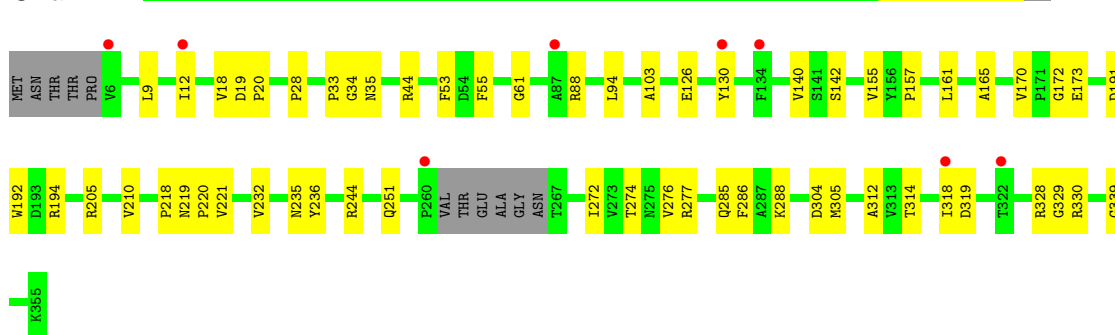 MET ASN THR THR PRO V6 L9 I12 V18 D19 P20 P28 P33 G34 N35 R44 F53 D54 F55 G61 A87 R88 L94 A103 E126 Y130 F134 V140 S141 S142 V155 Y156 P157 L161 A165 V170 P171 G172 E173 D191
W192 D193 R194 R205 V210 P218 N219 P220 V221 V232 N235 Y236 R244 Q251 P260 VAL THR GLU ALA GLY ASN T267 I272 V273 T274 N275 V276 R277 Q285 F286 A287 K288 D304 M305 A312 V313 T314 I318 D319 T322 R328 G329 R330
K355